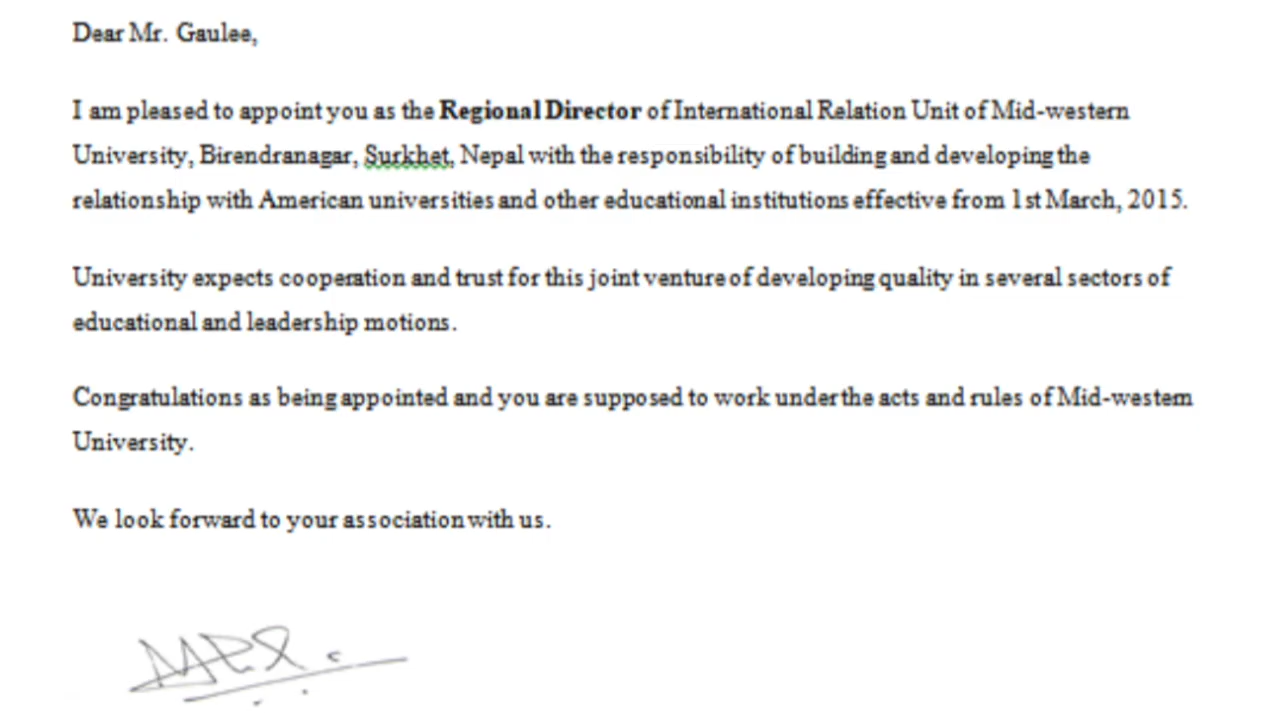 Dear Mr. Gaulee,
I am pleased to appoint you as the Regional Director of International Relation Unit of Mid-western
University, Birendranagar, Surkhet, Nepal with the responsibility of building and developing the
relationship with American universities and other educational institutions effective from 1st March, 2015.
University expects cooperation and trust for this joint venture of developing quality in several sectors of
educational and leadership motions.
Congratulations as being appointed and you are supposed to work under the acts and rules of Mid-western
University.
We look forward to your association with us.